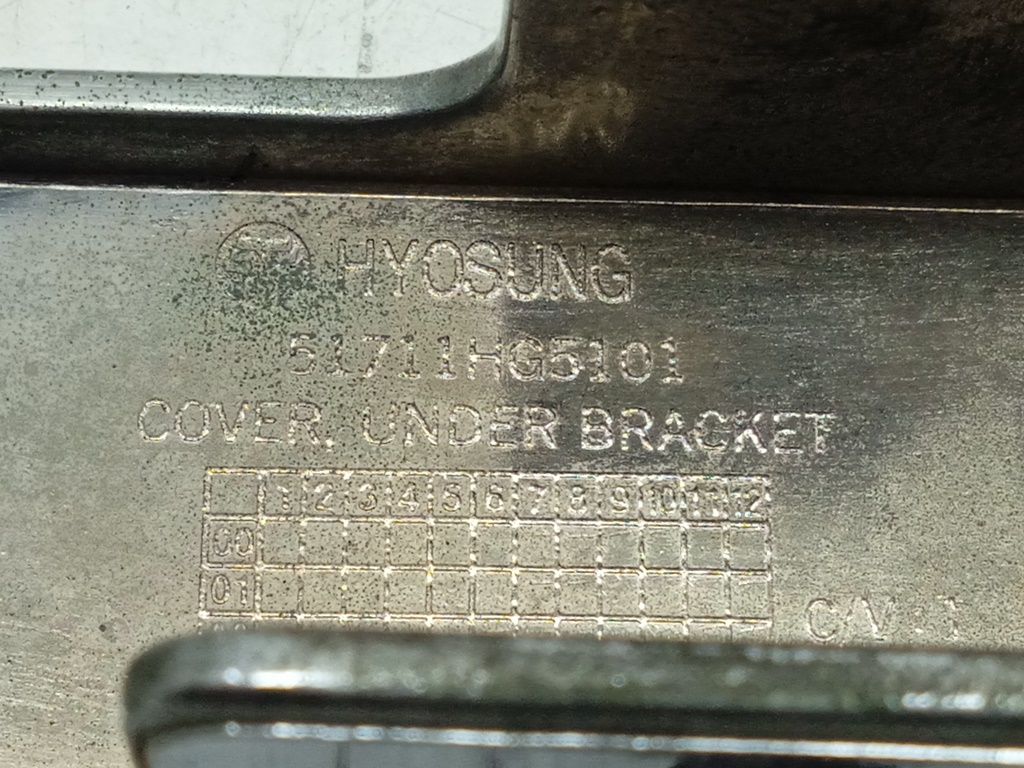 HYOSUNG
51711HG5101
COVER, UNDER BRACKET
1 2 3 4 5 6 7 8 9 10 11 12
00
01
C/V-1